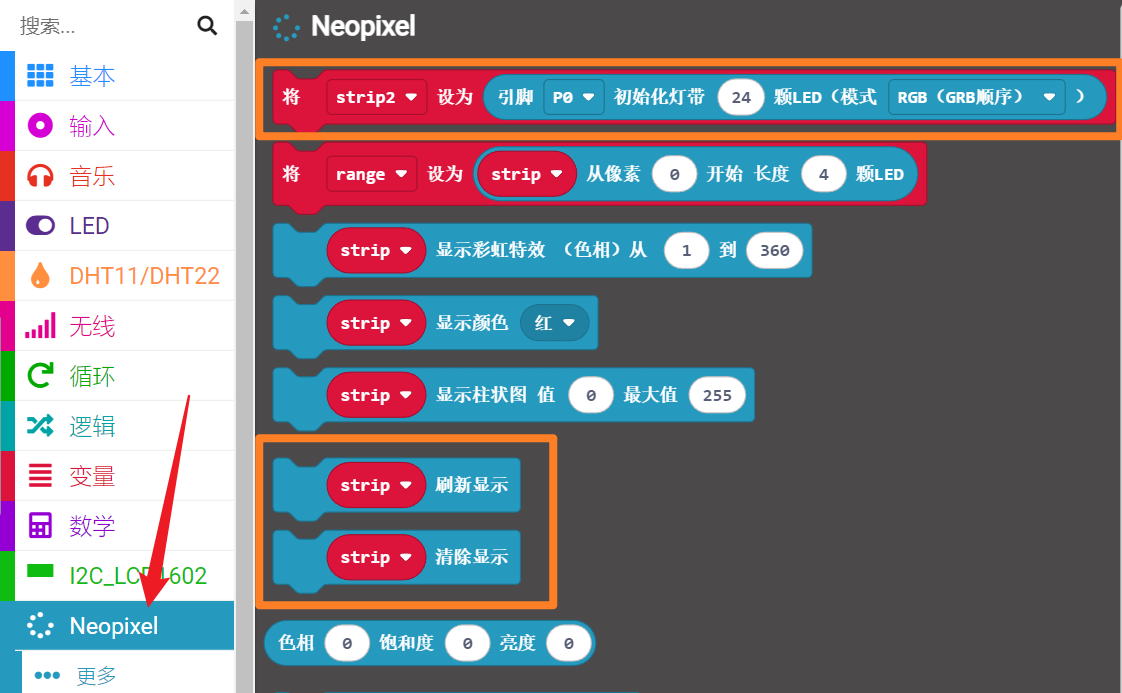 搜索...
基本
输入
音乐
LED
DHT11/DHT22
无线
循环
逻辑
变量
数学
I2C_LCD1602
Neopixel
更多
Neopixel
将 strip2 设为 引脚 P0 初始化灯带 24 颗LED（模式 RGB（GRB顺序） ）
将 range 设为 strip 从像素 0 开始 长度 4 颗LED
strip 显示彩虹特效 （色相）从 1 到 360
strip 显示颜色 红
strip 显示柱状图 值 0 最大值 255
strip 刷新显示
strip 清除显示
色相 0 饱和度 0 亮度 0